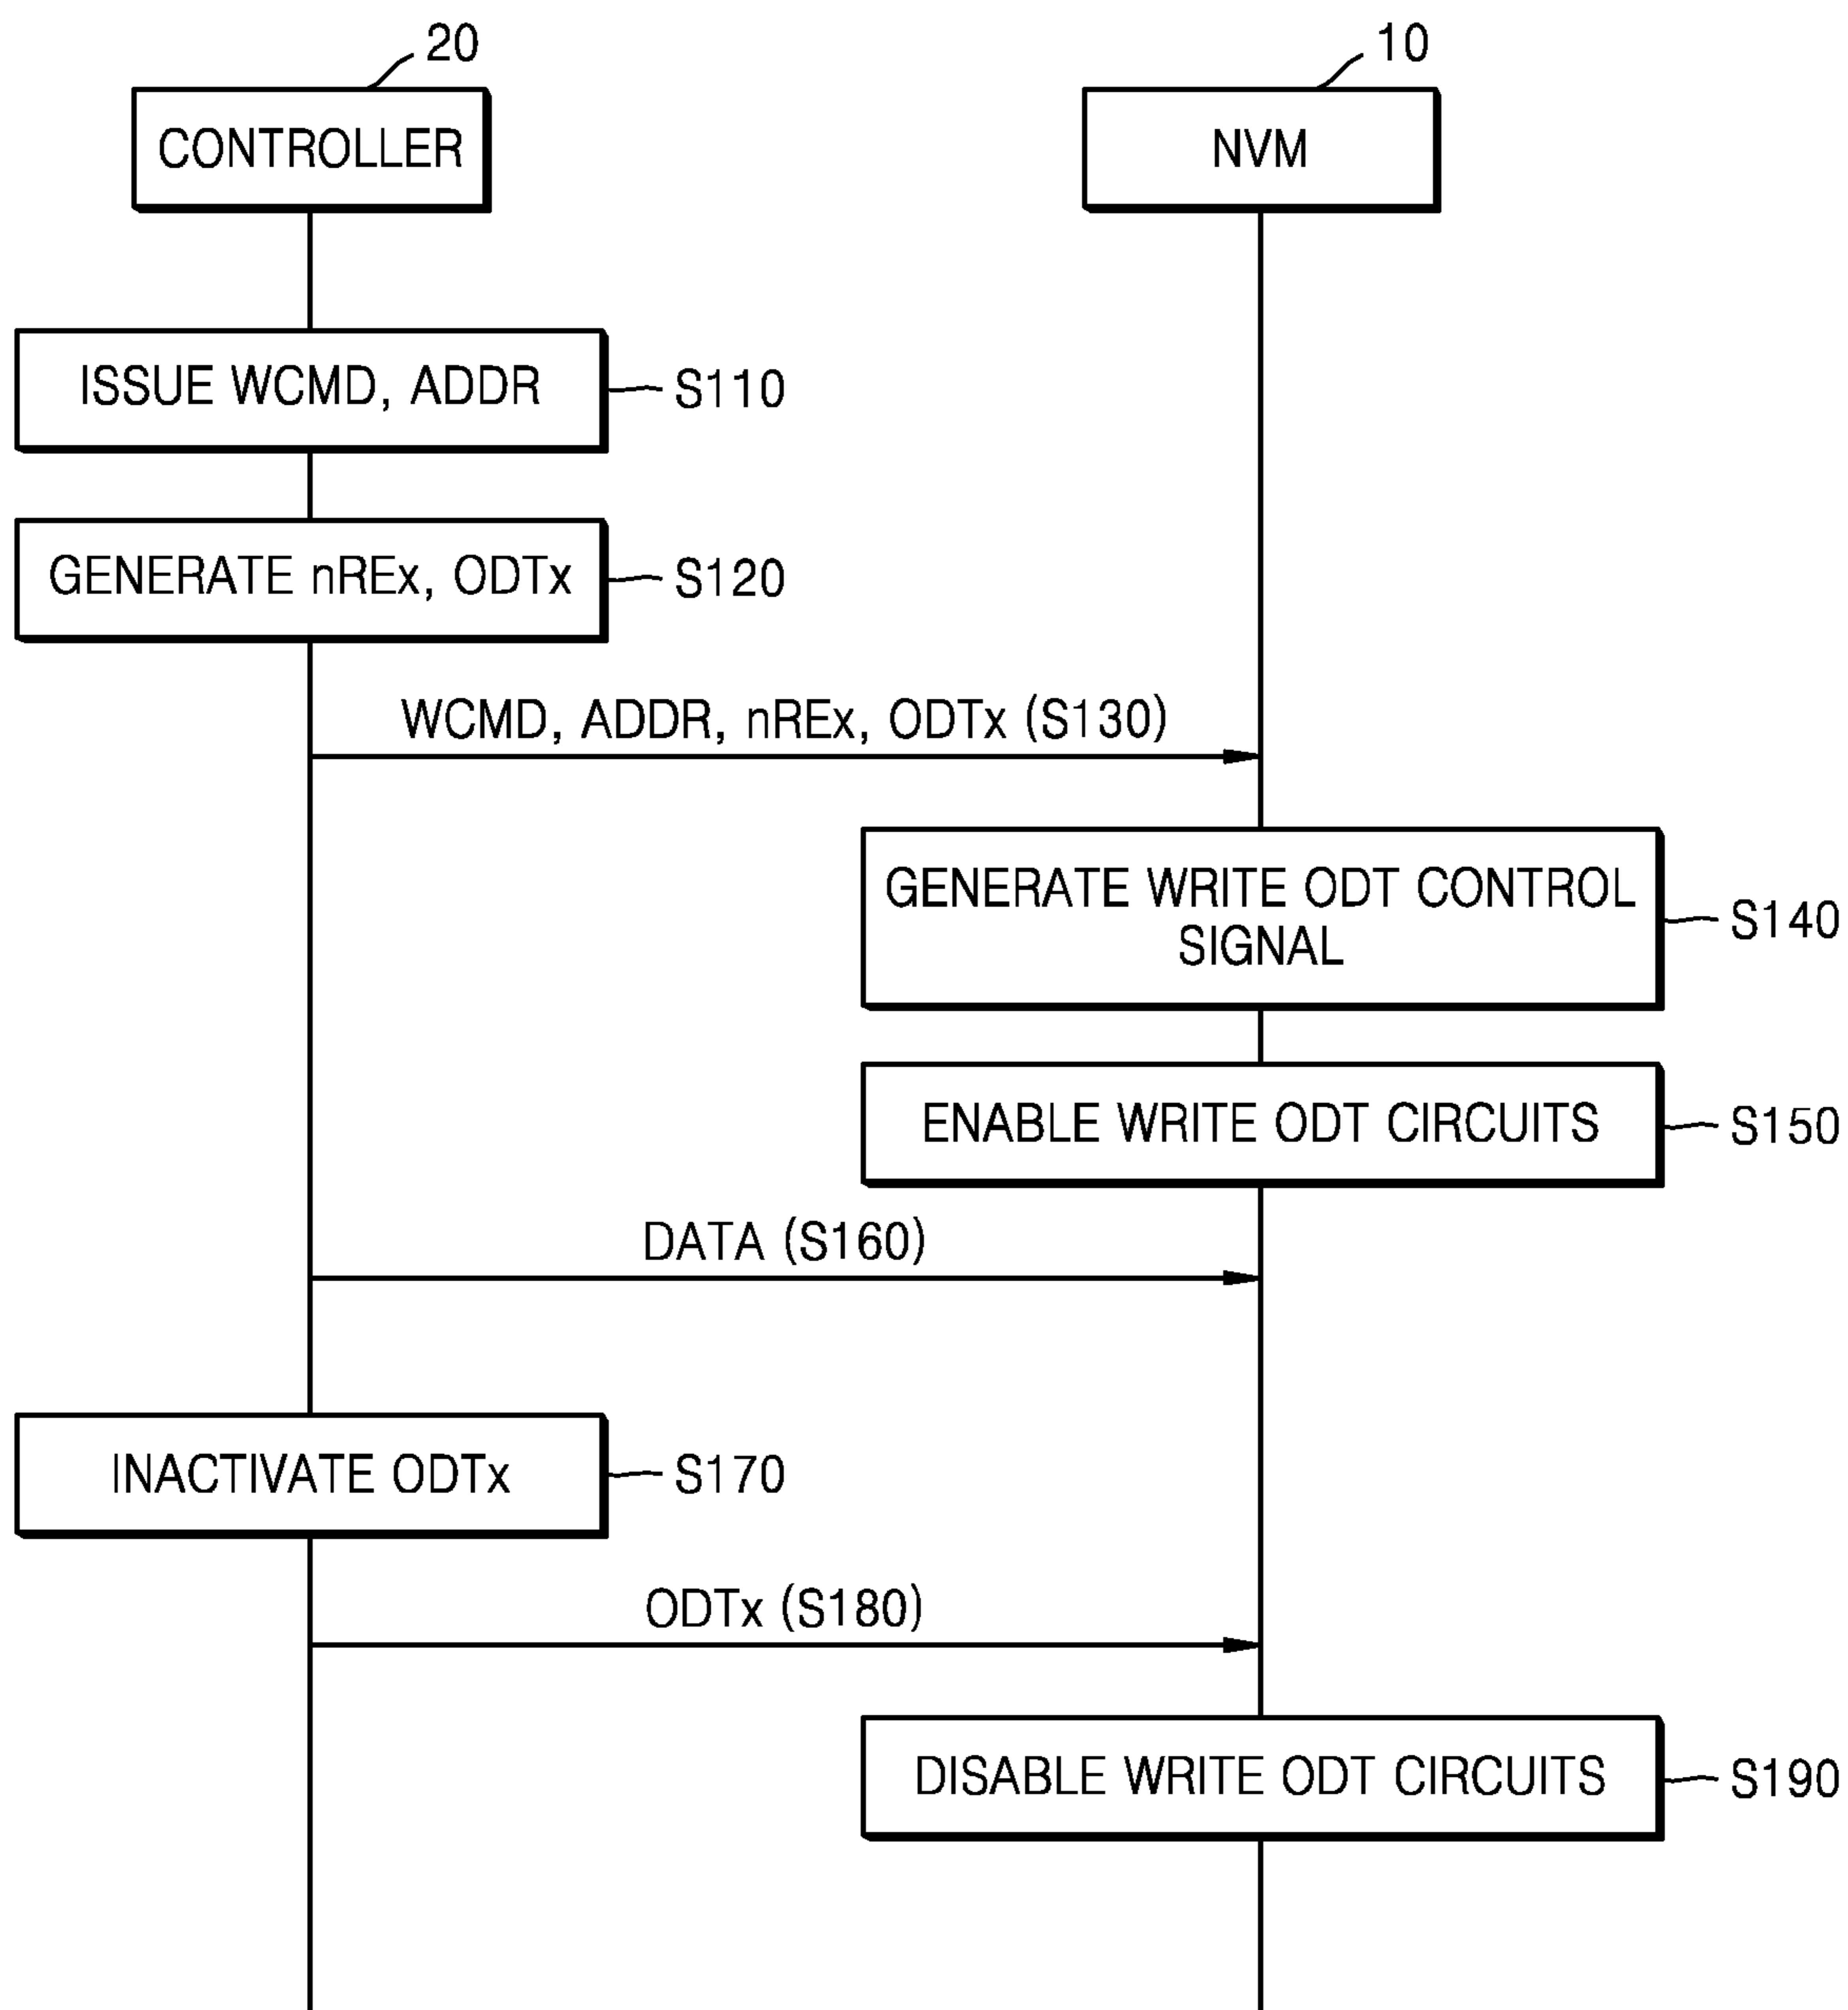 20
10
CONTROLLER
NVM
ISSUE WCMD, ADDR
S110
GENERATE nREx, ODTx
S120
WCMD, ADDR, nREx, ODTx (S130)
GENERATE WRITE ODT CONTROL
SIGNAL
S140
ENABLE WRITE ODT CIRCUITS
S150
DATA (S160)
INACTIVATE ODTx
S170
ODTx (S180)
DISABLE WRITE ODT CIRCUITS
S190